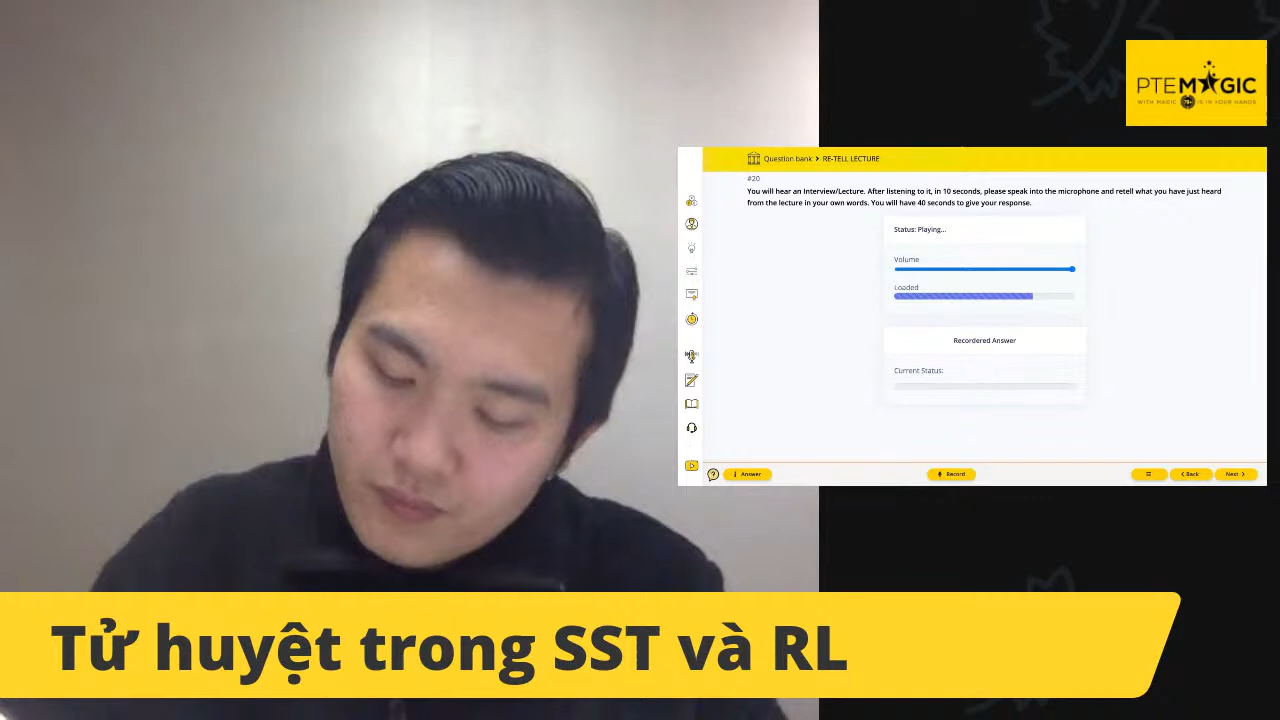 PTEMAGIC
WITH MAGIC 79+ IS IN YOUR HANDS
Question bank > RE-TELL LECTURE
#20
You will hear an Interview/Lecture. After listening to it, in 10 seconds, please speak into the microphone and retell what you have just heard
from the lecture in your own words. You will have 40 seconds to give your response.
Status: Playing...
Volume
Loaded
Recordered Answer
Current Status:
? i Answer Record Back Next
Tử huyệt trong SST và RL